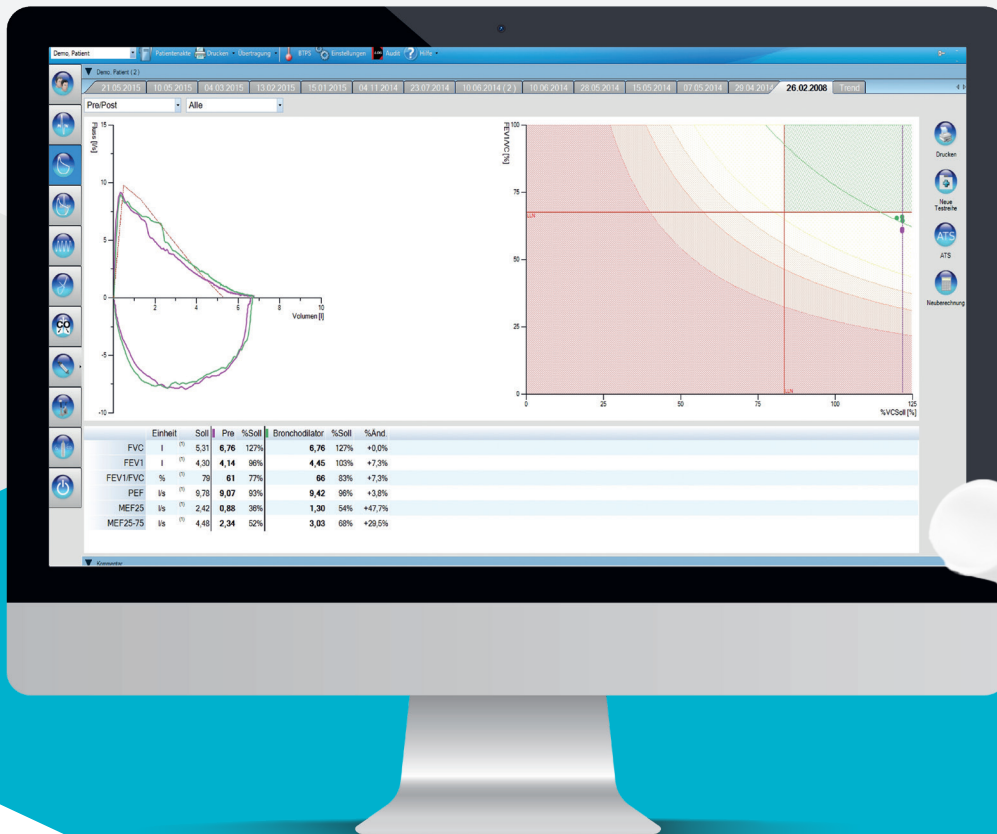 Demo, Patient Patientenakte Drucken Übertragung BTPS Einstellungen Audit Hilfe
Demo, Patient ( 2 )
21.05.2015 10.05.2015 04.03.2015 13.02.2015 15.01.2015 04.11.2014 23.07.2014 10.06.2014 ( 2 ) 10.06.2014 28.05.2014 15.05.2014 07.05.2014 29.04.2014 26.02.2008 Trend
Pre/Post Alle
Fluss [l/s]
15
10
5
0
-5
-10
2 4 6 8 10
Volumen [l]
FEV1/VC [%]
100
75
50
25
0
LLN
LLN
0 25 50 75 100 125
%VCSoll [%]
Drucken
Neue
Testreihe
ATS
ATS
Neuberechnung
CO
Einheit Soll Pre %Soll Bronchodilator %Soll %Änd.
FVC l (1) 5,31 6,76 127% 6,76 127% +0,0%
FEV1 l (1) 4,30 4,14 96% 4,45 103% +7,3%
FEV1/FVC % (1) 79 61 77% 66 83% +7,3%
PEF l/s (1) 9,78 9,07 93% 9,42 96% +3,8%
MEF25 l/s (1) 2,42 0,88 36% 1,30 54% +47,7%
MEF25-75 l/s (1) 4,48 2,34 52% 3,03 68% +29,5%
Kommentar